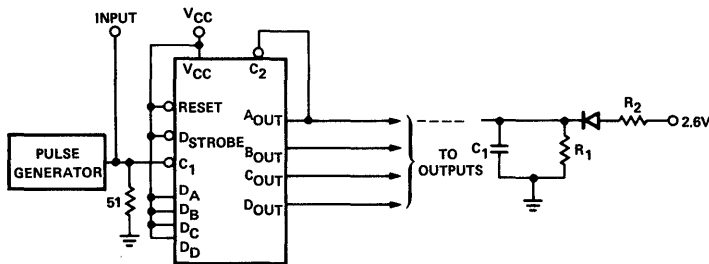 INPUT
VCC
VCC
C2
RESET
DSTROBE
C1
PULSE
GENERATOR
51
DA
DB
DC
DD
AOUT
BOUT
COUT
DOUT
TO
OUTPUTS
C1
R1
R2
2.6V